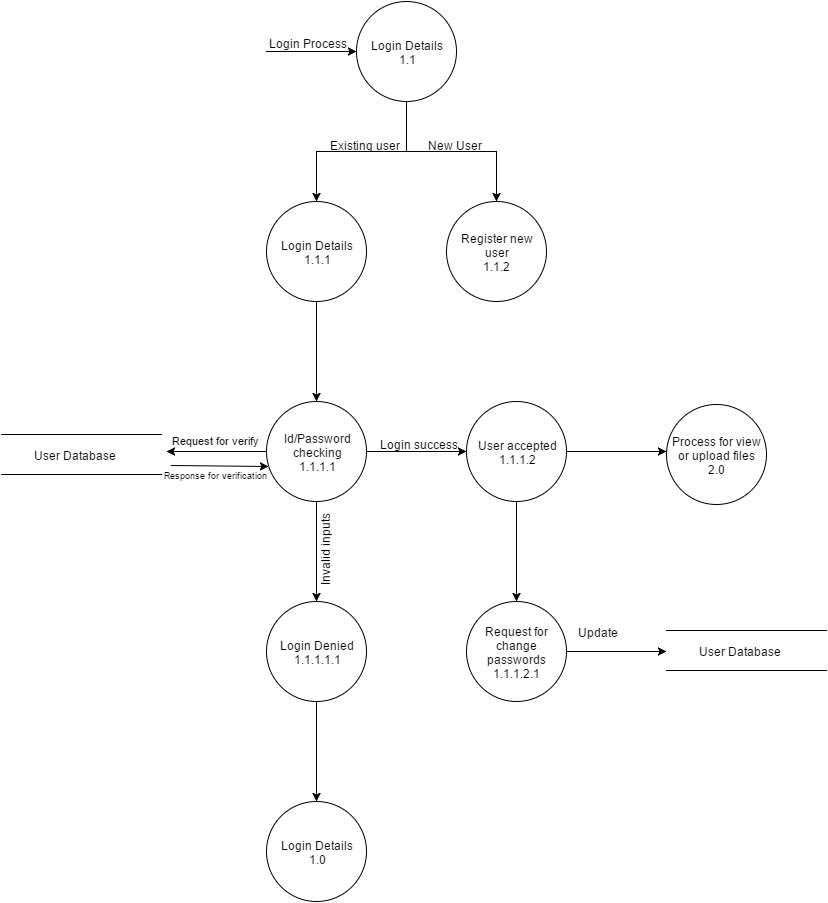 Login Process
Login Details
1.1
Existing user
New User
Login Details
1.1.1
Register new
user
1.1.2
User Database
Request for verify
Response for verification
Id/Password
checking
1.1.1.1
Login success
User accepted
1.1.1.2
Process for view
or upload files
2.0
Invalid inputs
Login Denied
1.1.1.1.1
Request for
change
passwords
1.1.1.2.1
Update
User Database
Login Details
1.0